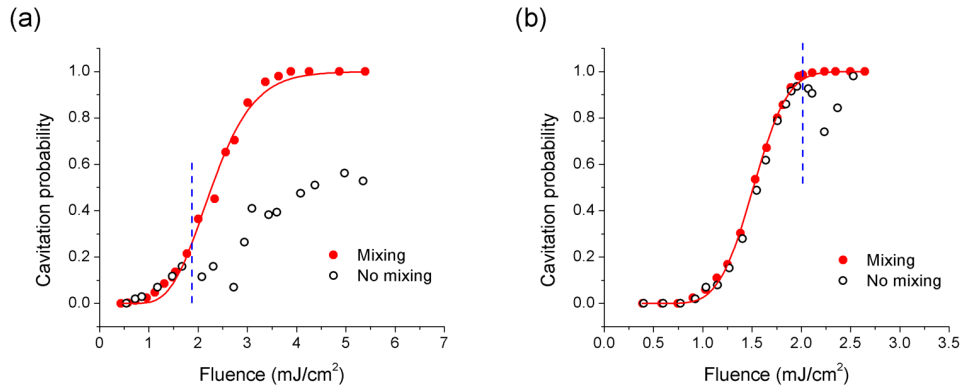 (a)
Cavitation probability
1.0
0.8
0.6
0.4
0.2
0.0
Mixing
No mixing
0 1 2 3 4 5 6 7
Fluence (mJ/cm²)
(b)
Cavitation probability
1.0
0.8
0.6
0.4
0.2
0.0
Mixing
No mixing
0.0 0.5 1.0 1.5 2.0 2.5 3.0 3.5
Fluence (mJ/cm²)